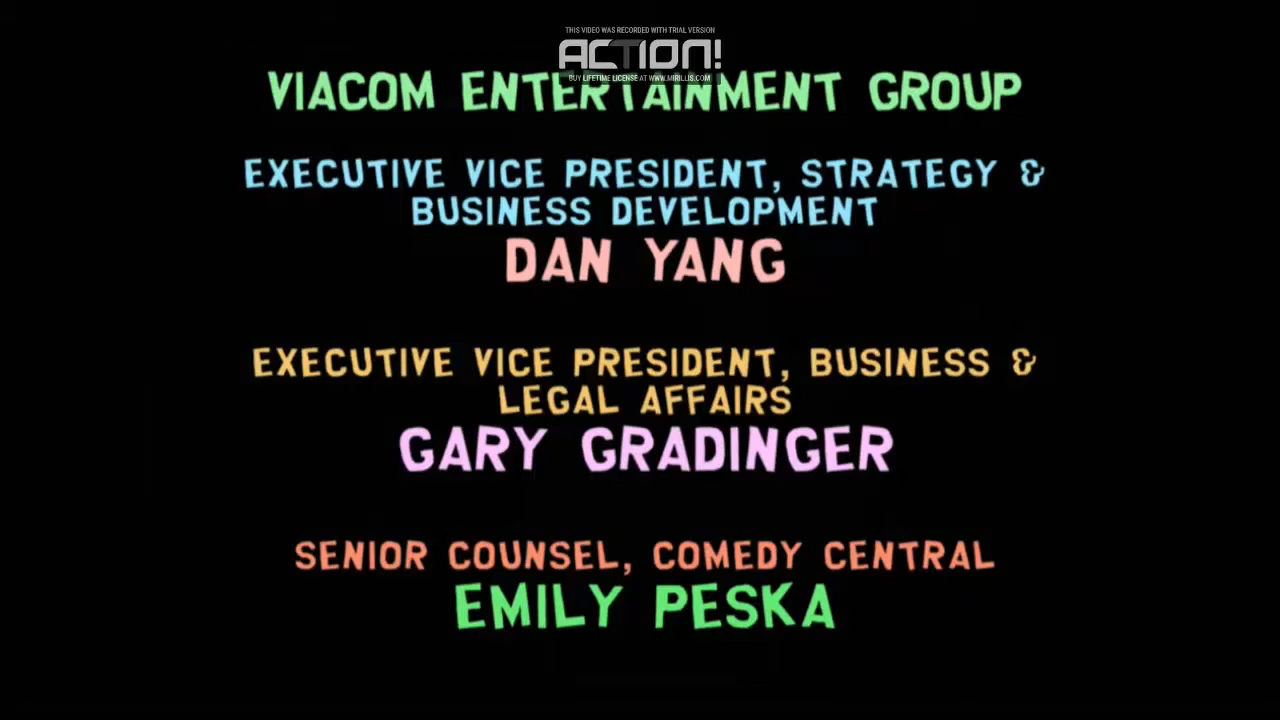 THIS VIDEO WAS RECORDED WITH TRIAL VERSION
ACTION!
BUY LIFETIME LICENSE AT WWW.MIRILLIS.COM
VIACOM ENTERTAINMENT GROUP
EXECUTIVE VICE PRESIDENT, STRATEGY &
BUSINESS DEVELOPMENT
DAN YANG
EXECUTIVE VICE PRESIDENT, BUSINESS &
LEGAL AFFAIRS
GARY GRADINGER
SENIOR COUNSEL, COMEDY CENTRAL
EMILY PESKA